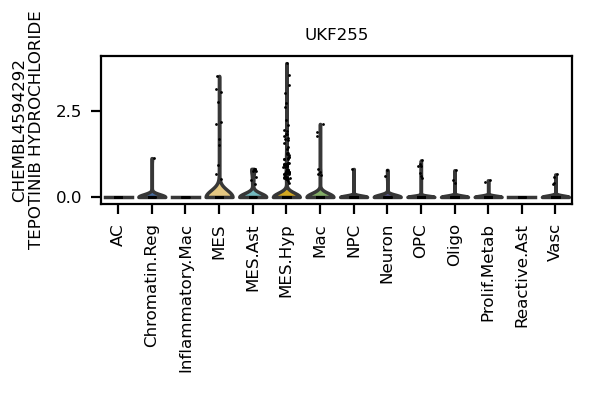 UKF255
CHEMBL4594292
TEPOTINIB HYDROCHLORIDE
2.5
0.0
AC
Chromatin.Reg
Inflammatory.Mac
MES
MES.Ast
MES.Hyp
Mac
NPC
Neuron
OPC
Oligo
Prolif.Metab
Reactive.Ast
Vasc